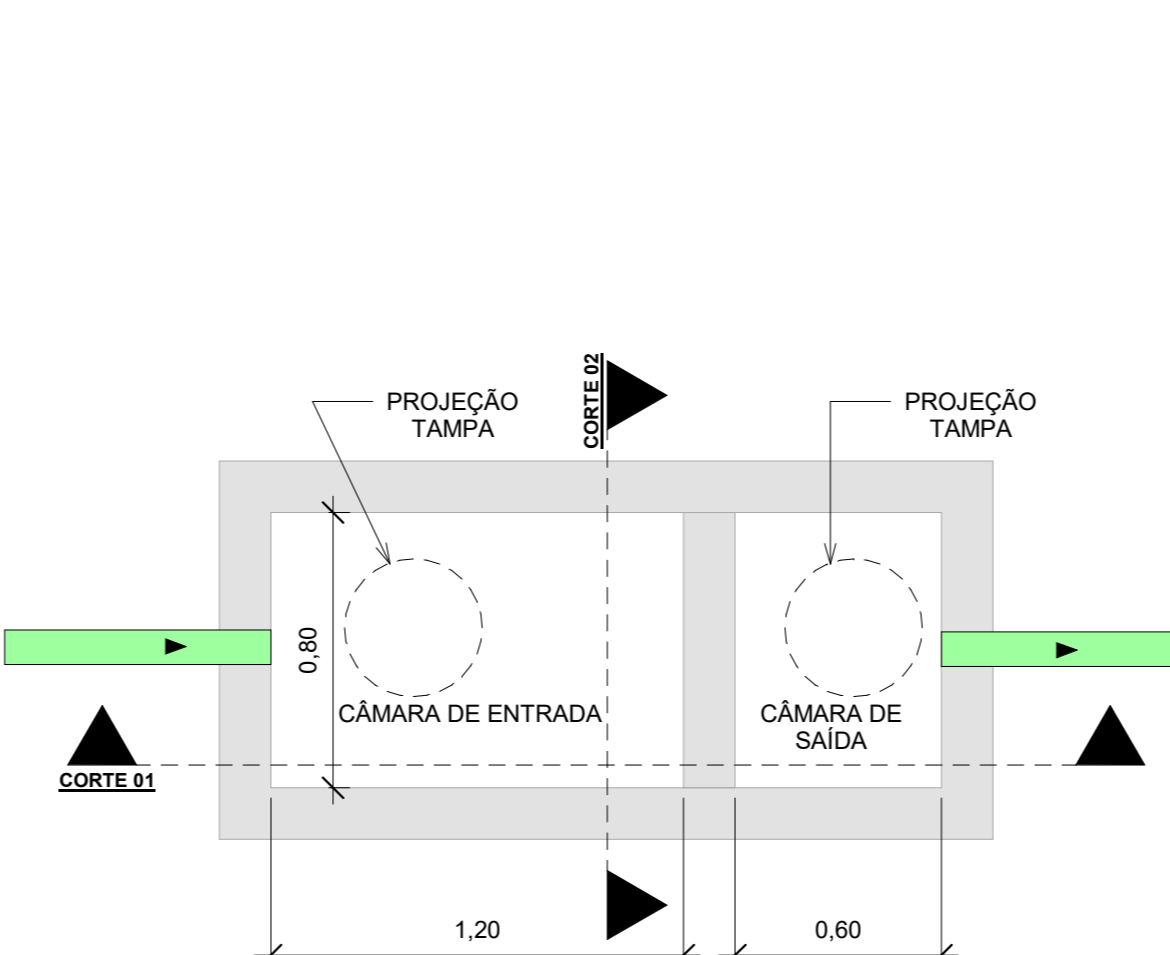 CORTE 02
PROJEÇÃO
TAMPA
PROJEÇÃO
TAMPA
0,80
CÂMARA DE ENTRADA
CÂMARA DE
SAÍDA
CORTE 01
1,20
0,60